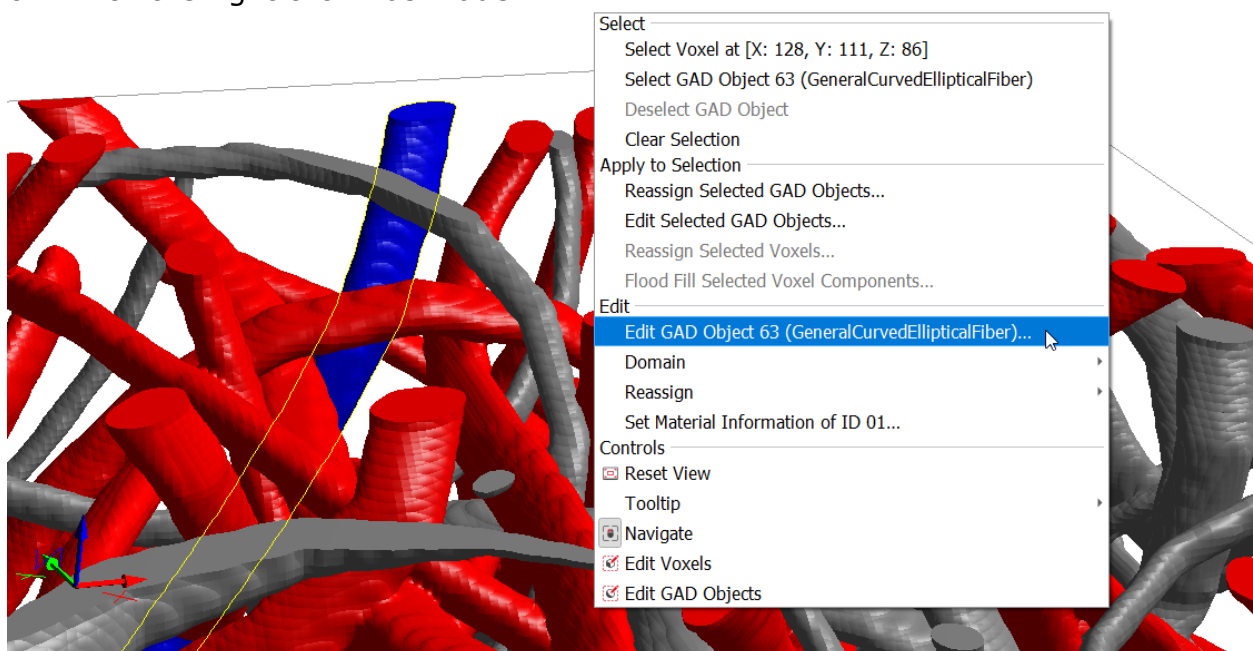 Select
Select Voxel at [X: 128, Y: 111, Z: 86]
Select GAD Object 63 (GeneralCurvedEllipticalFiber)
Deselect GAD Object
Clear Selection
Apply to Selection
Reassign Selected GAD Objects...
Edit Selected GAD Objects...
Reassign Selected Voxels...
Flood Fill Selected Voxel Components...
Edit
Edit GAD Object 63 (GeneralCurvedEllipticalFiber)...
Domain
Reassign
Set Material Information of ID 01...
Controls
Reset View
Tooltip
Navigate
Edit Voxels
Edit GAD Objects